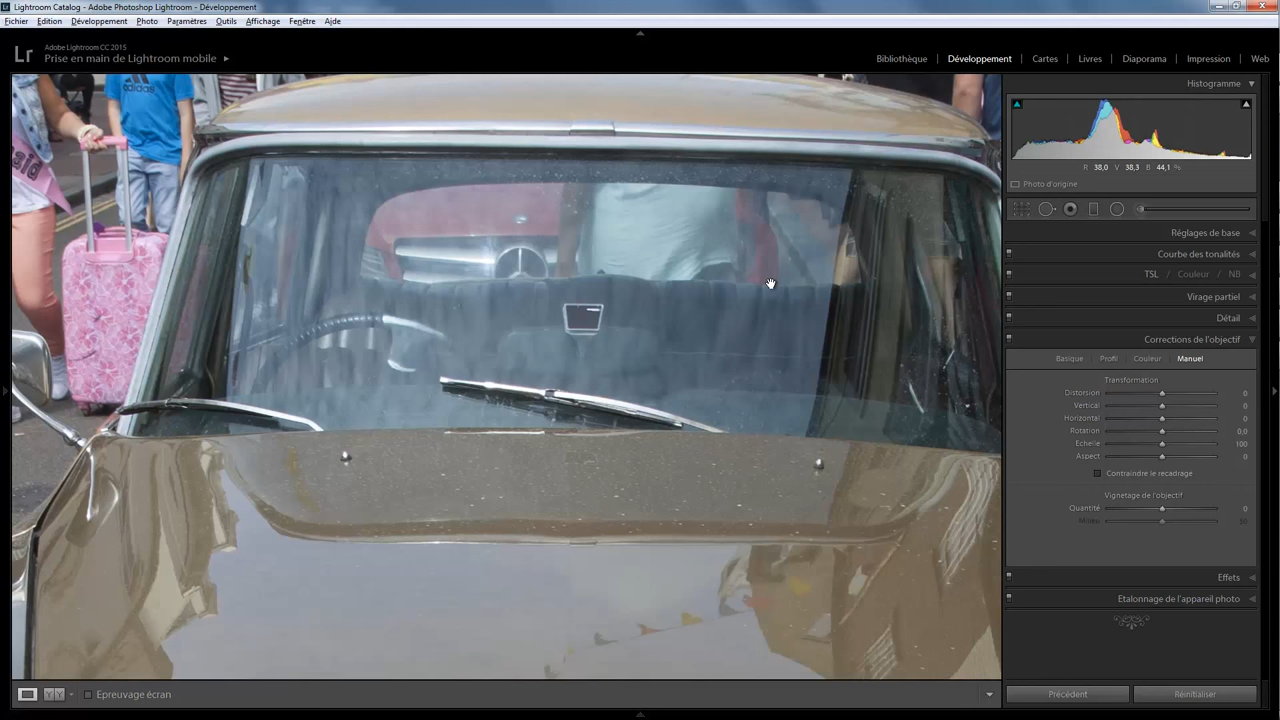 Lightroom Catalog - Adobe Photoshop Lightroom - Développement
Fichier Edition Développement Photo Paramètres Outils Affichage Fenêtre Aide
Lr
Adobe Lightroom CC 2015
Prise en main de Lightroom mobile
Bibliothèque Développement Cartes Livres Diaporama Impression Web
adidas
Histogramme
R 38,0 V 38,3 B 44,1 %
Photo d'origine
Réglages de base
Courbe des tonalités
TSL / Couleur / NB
Virage partiel
Détail
Corrections de l'objectif
Basique Profil Couleur Manuel
Transformation
Distorsion 0
Vertical 0
Horizontal 0
Rotation 0,0
Echelle 100
Aspect 0
Contraindre le recadrage
Vignetage de l'objectif
Quantité 0
Milieu 50
Effets
Etalonnage de l'appareil photo
Y Y
Epreuvage écran
Précédent Réinitialiser